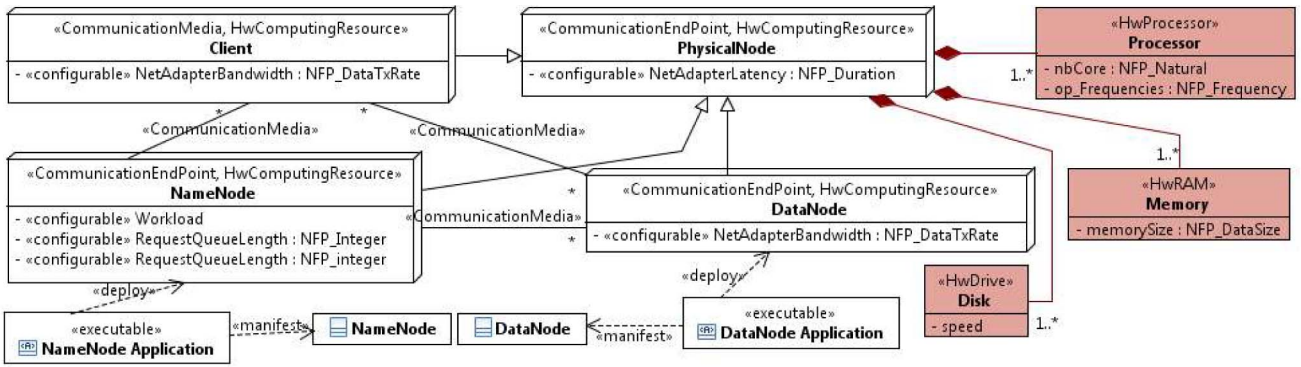 «CommunicationMedia, HwComputingResource»
Client
- «configurable» NetAdapterBandwidth : NFP_DataTxRate
«CommunicationEndPoint, HwComputingResource»
PhysicalNode
- «configurable» NetAdapterLatency : NFP_Duration
«HwProcessor»
Processor
- nbCore : NFP_Natural
- op_Frequencies : NFP_Frequency
1..*
*
*
«CommunicationMedia»
«CommunicationMedia»
1..*
«CommunicationEndPoint, HwComputingResource»
NameNode
- «configurable» Workload
- «configurable» RequestQueueLength : NFP_Integer
- «configurable» RequestQueueLength : NFP_integer
*
«CommunicationMedia»
*
«CommunicationEndPoint, HwComputingResource»
DataNode
- «configurable» NetAdapterBandwidth : NFP_DataTxRate
«HwRAM»
Memory
- memorySize : NFP_DataSize
«deploy»
«deploy»
«HwDrive»
Disk
- speed
1..*
«executable»
NameNode Application
«manifest»
NameNode
DataNode
«manifest»
«executable»
DataNode Application